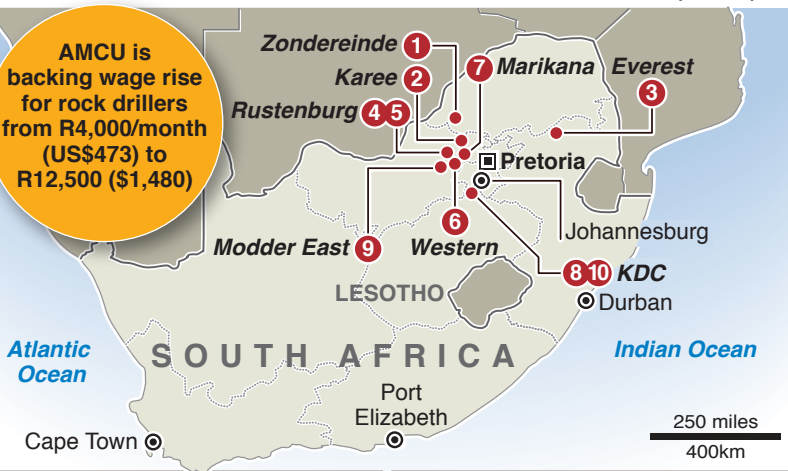 AMCU is
backing wage rise
for rock drillers
from R4,000/month
(US$473) to
R12,500 ($1,480)
Zondereinde 1
Karee 2
Rustenburg 4 5
7 Marikana
Everest
3
Pretoria
Johannesburg
6
Modder East 9
Western
8 10 KDC
LESOTHO
Durban
Atlantic
Ocean
SOUTH AFRICA
Indian Ocean
Port
Elizabeth
Cape Town
250 miles
400km